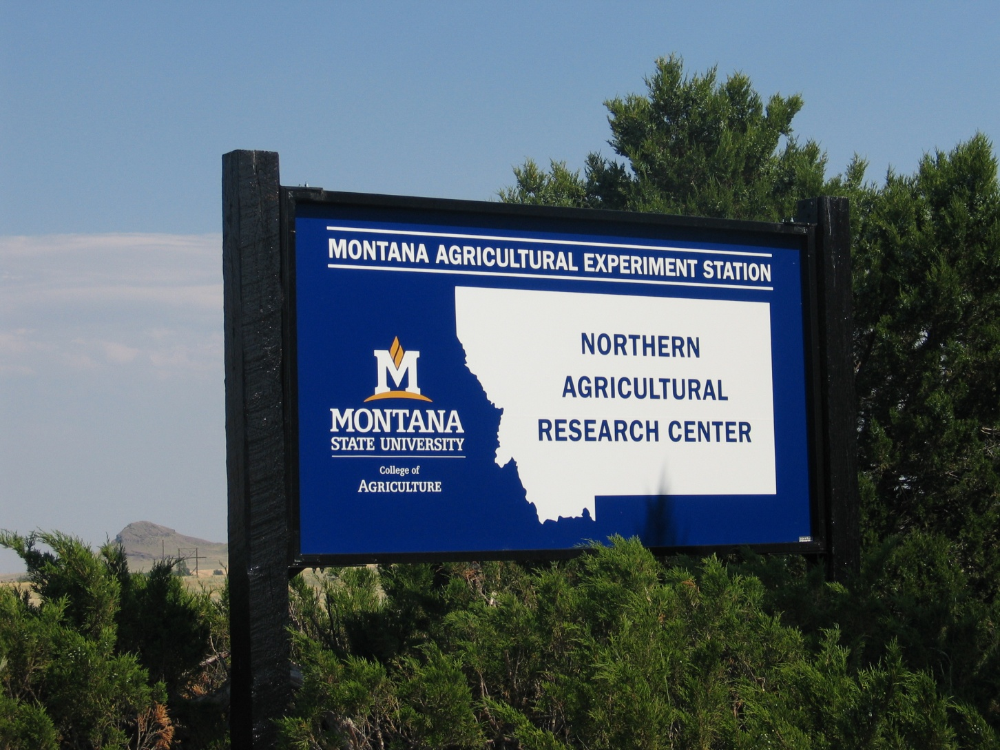 MONTANA AGRICULTURAL EXPERIMENT STATION
NORTHERN
AGRICULTURAL
RESEARCH CENTER
M
MONTANA
STATE UNIVERSITY
College of
AGRICULTURE